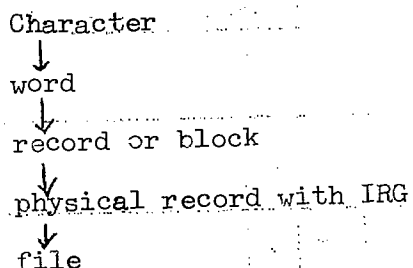 Character
word
record or block
physical record with IRG
file